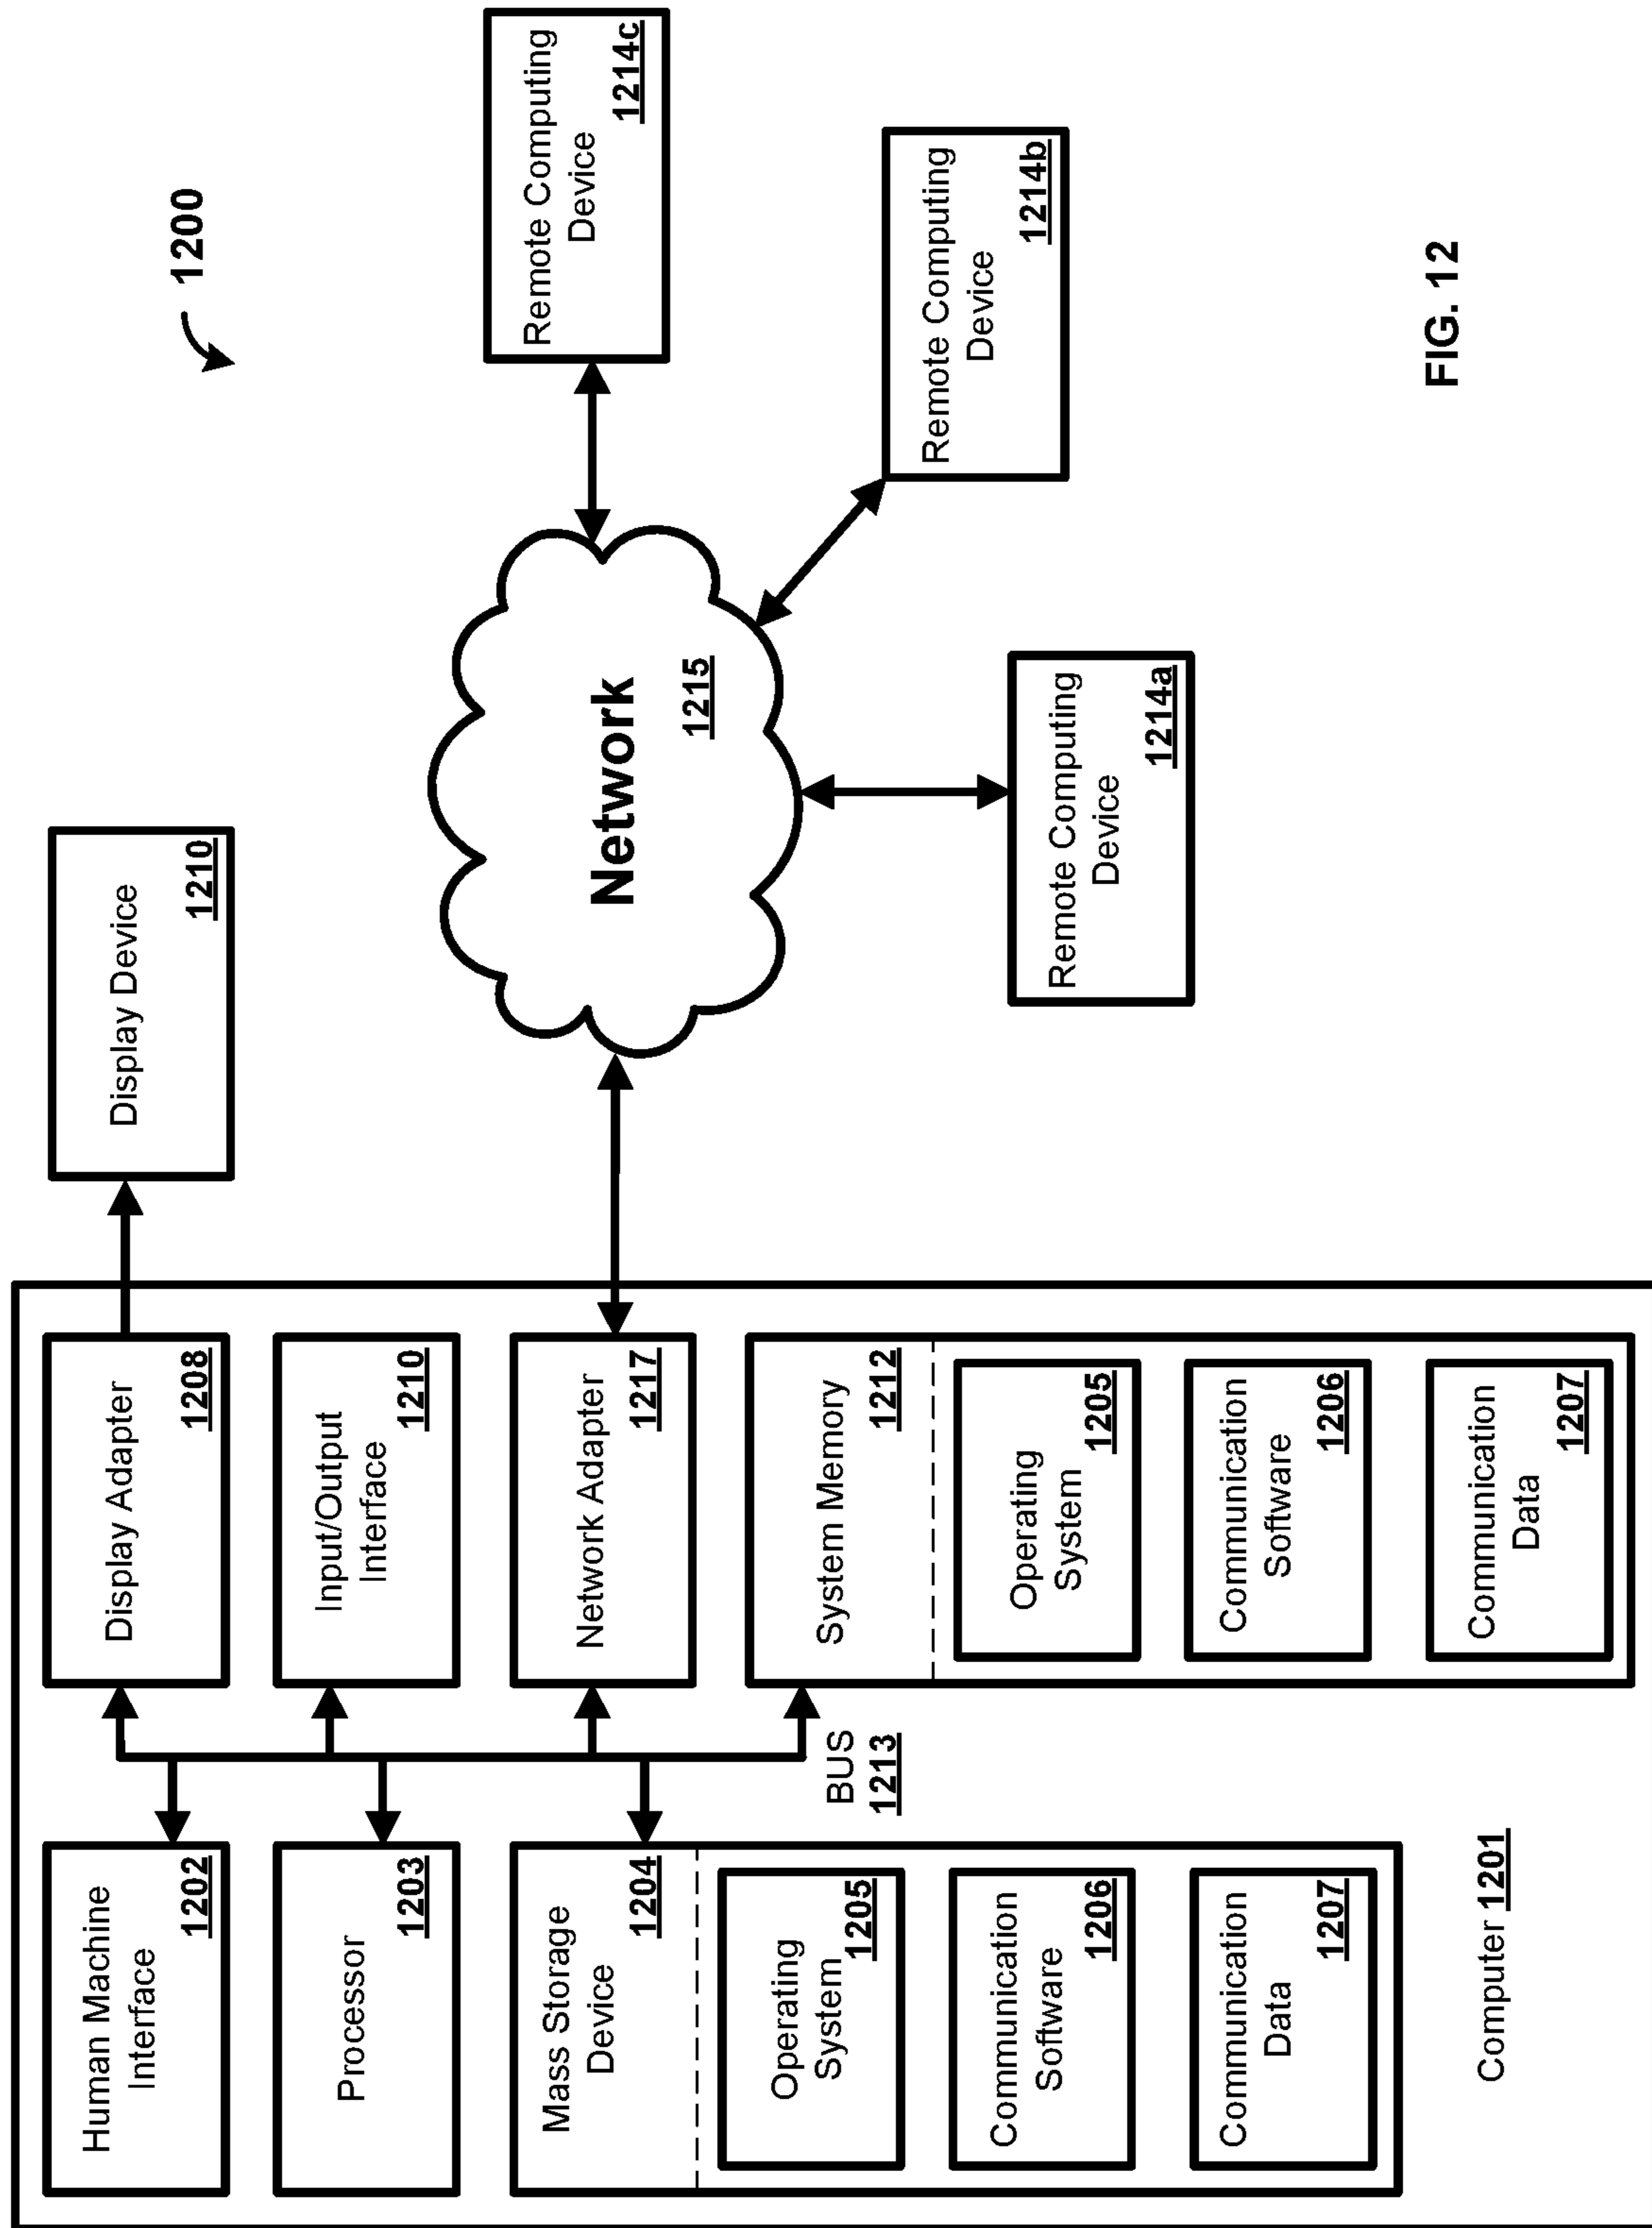 1200
Human Machine
Interface
1202
Processor
1203
Mass Storage
Device
1204
Operating
System
1205
Communication
Software
1206
Communication
Data
1207
Computer 1201
BUS
1213
Display Adapter
1208
Input/Output
Interface
1210
Network Adapter
1217
System Memory
1212
Operating
System
1205
Communication
Software
1206
Communication
Data
1207
Display Device
1210
Network
1215
Remote Computing
Device
1214a
Remote Computing
Device
1214b
Remote Computing
Device
1214c
FIG. 12